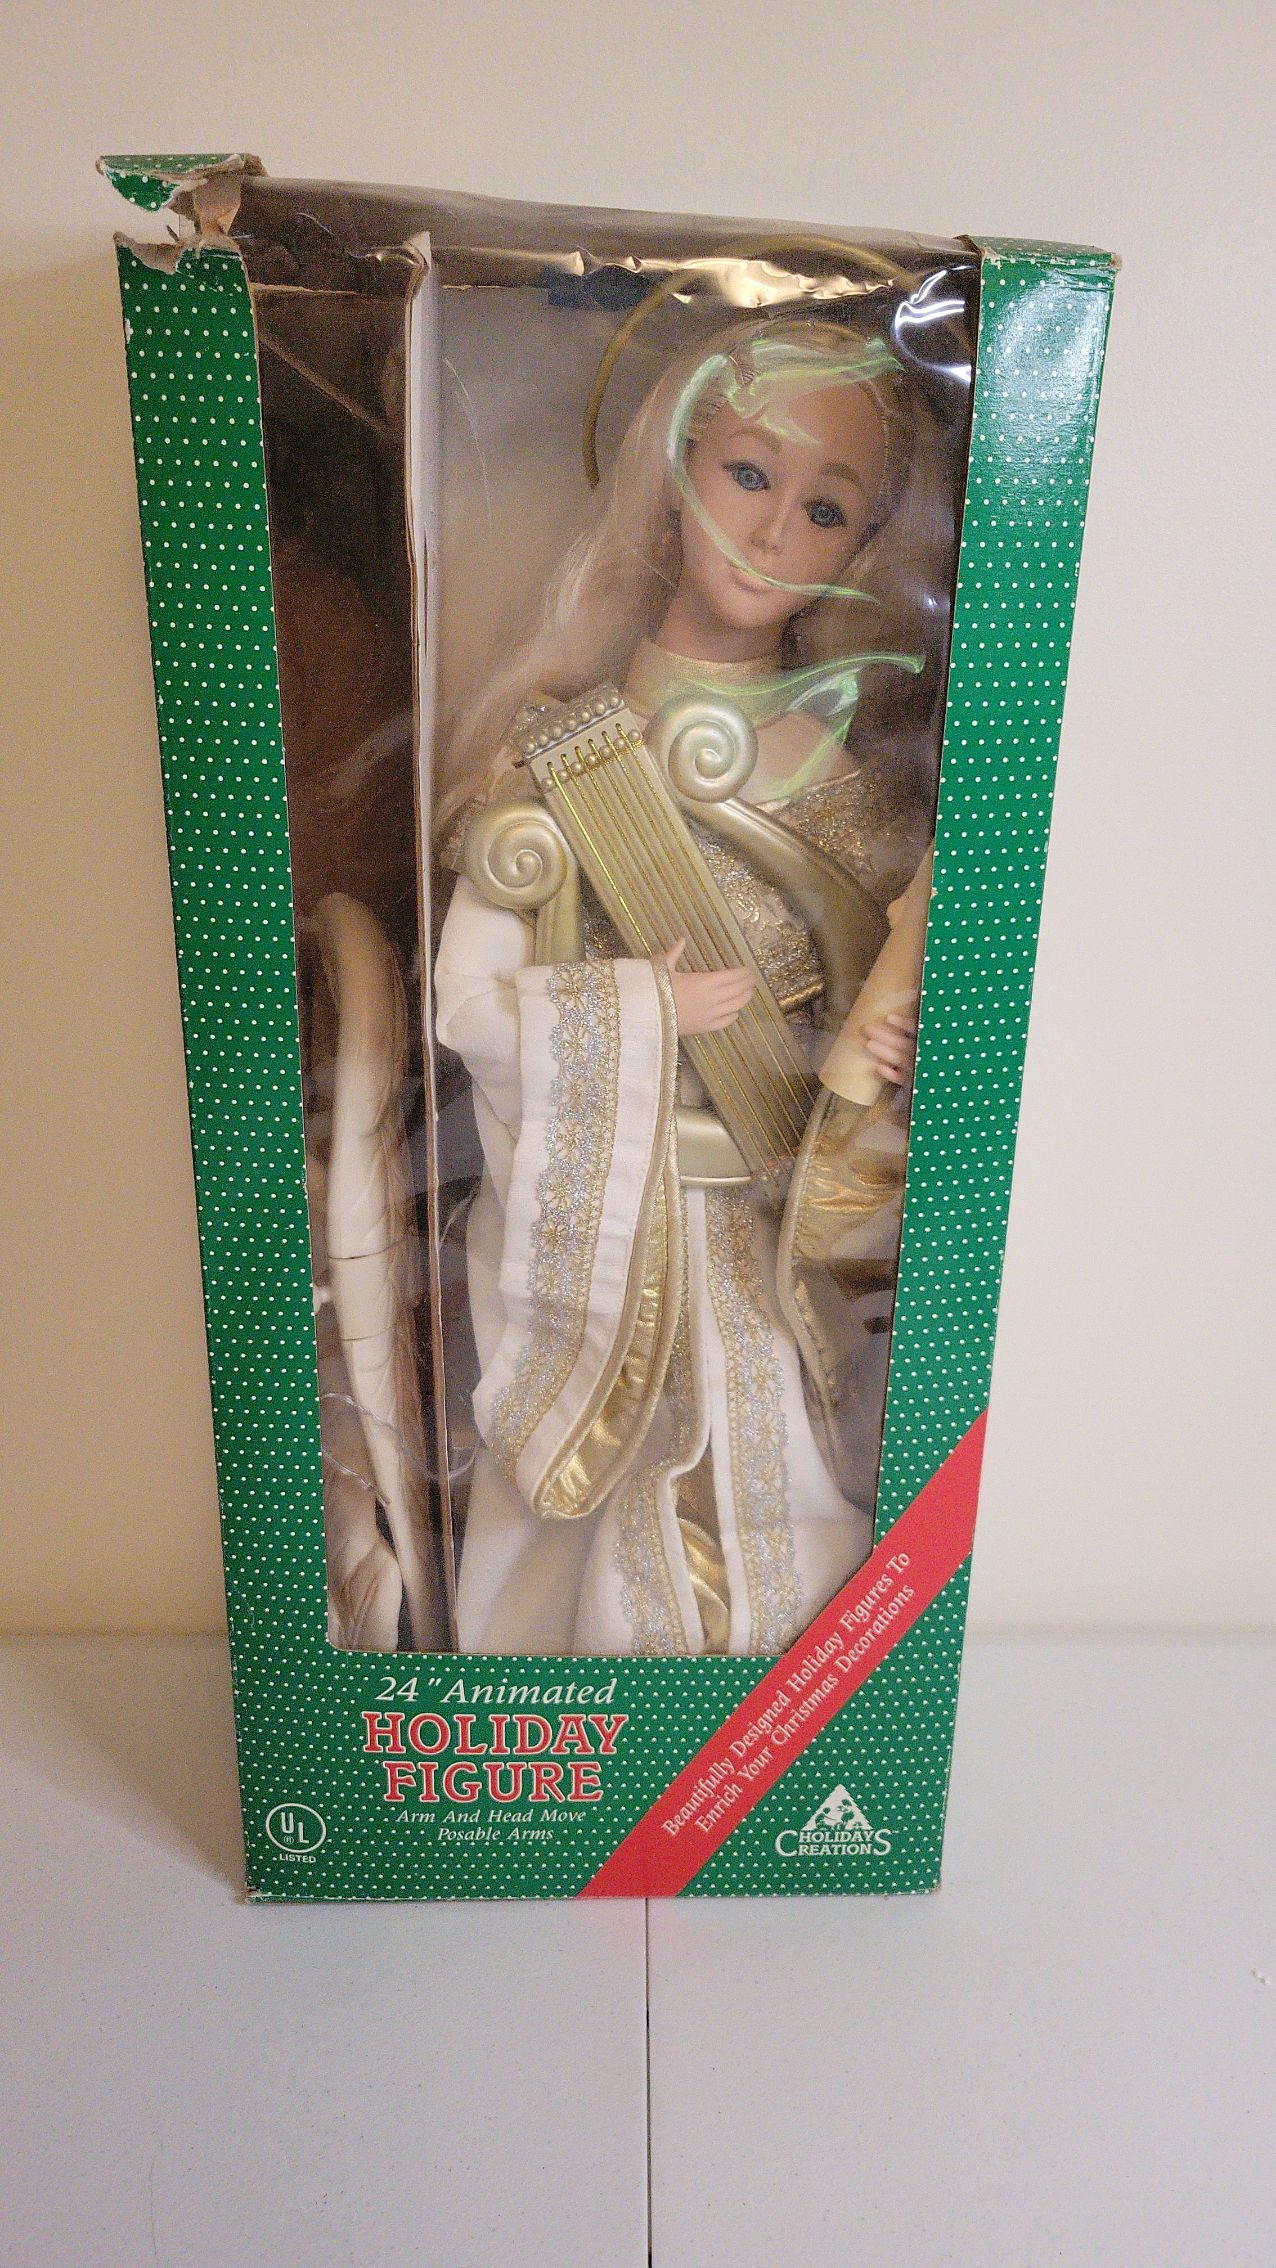 24" Animated
HOLIDAY
FIGURE
Arm And Head Move
Posable Arms
UL
LISTED
Beautifully Designed Holiday Figures To
Enrich Your Christmas Decorations
HOLIDAY
CREATIONS